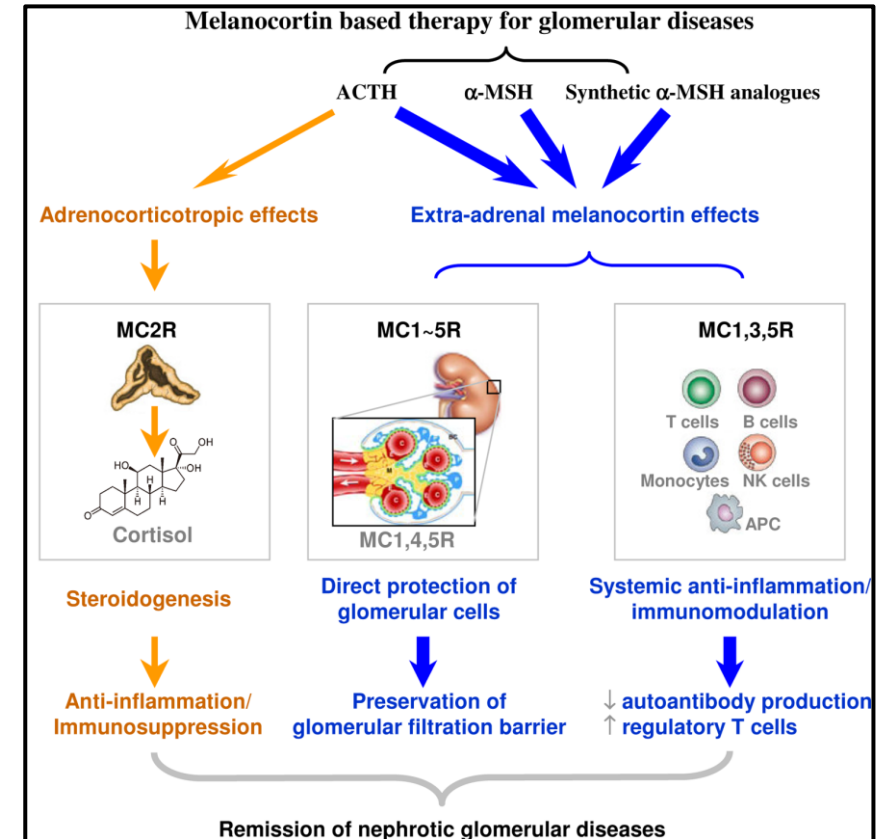 Melanocortin based therapy for glomerular diseases
ACTH α-MSH Synthetic α-MSH analogues
Adrenocorticotropic effects Extra-adrenal melanocortin effects
MC2R
OH
O
HO
OH
H
H H
O
Cortisol
MC1~5R
BC
C C
M
C C
P
MC1,4,5R
MC1,3,5R
T cells B cells
Monocytes NK cells
APC
Steroidogenesis
Direct protection of
glomerular cells
Systemic anti-inflammation/
immunomodulation
Anti-inflammation/
Immunosuppression
Preservation of
glomerular filtration barrier
↓ autoantibody production
↑ regulatory T cells
Remission of nephrotic glomerular diseases